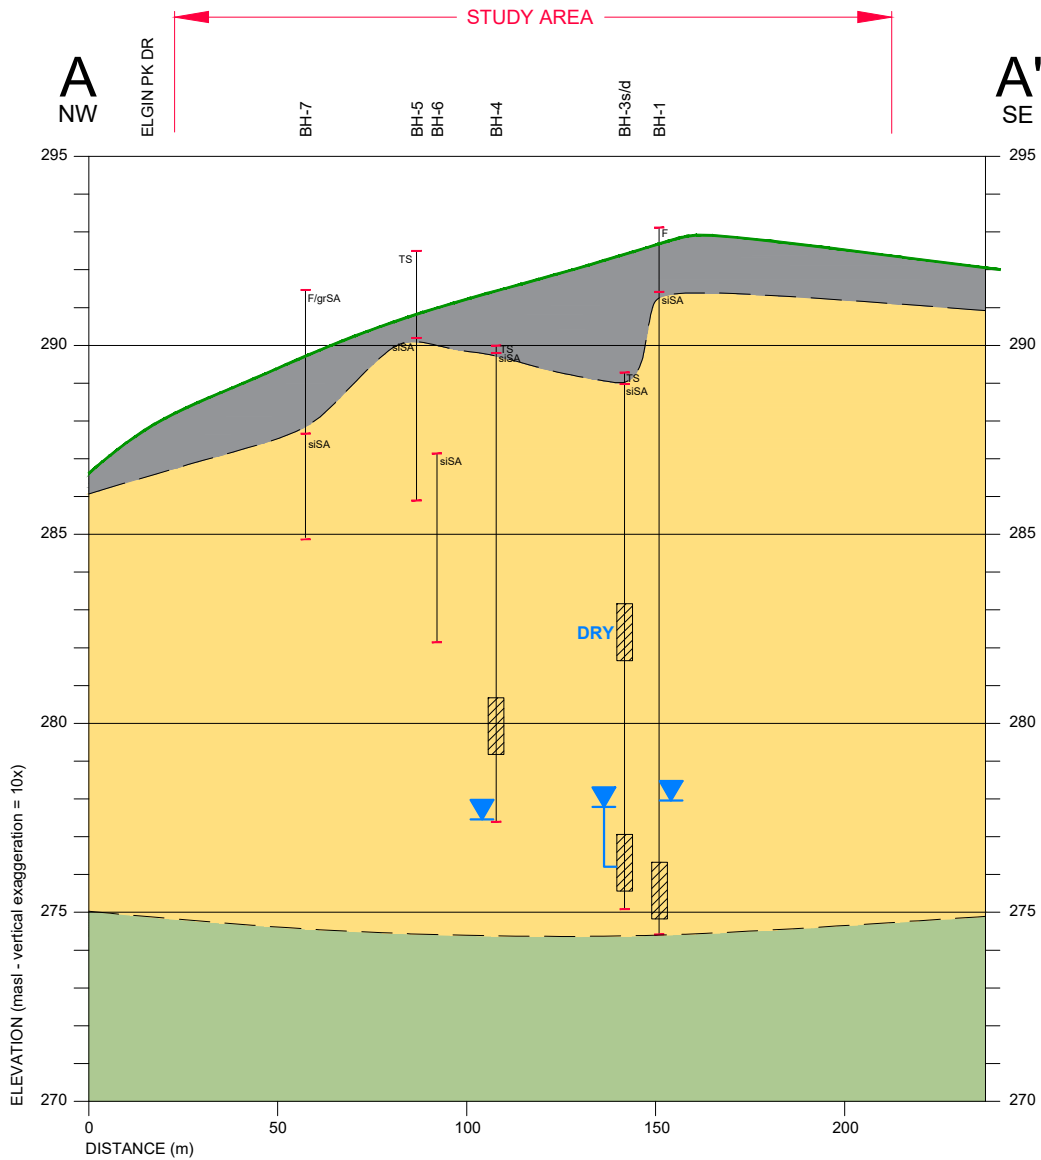 STUDY AREA
A
NW
ELGIN PK DR
BH-7
BH-5
BH-6
BH-4
BH-3s/d
BH-1
A'
SE
295
295
F
TS
F/grSA
siSA
290
siSA
TS
siSA
290
TS
siSA
siSA
siSA
285
285
DRY
280
280
275
275
270
270
ELEVATION (masl - vertical exaggeration = 10x)
0
50
100
150
200
DISTANCE (m)